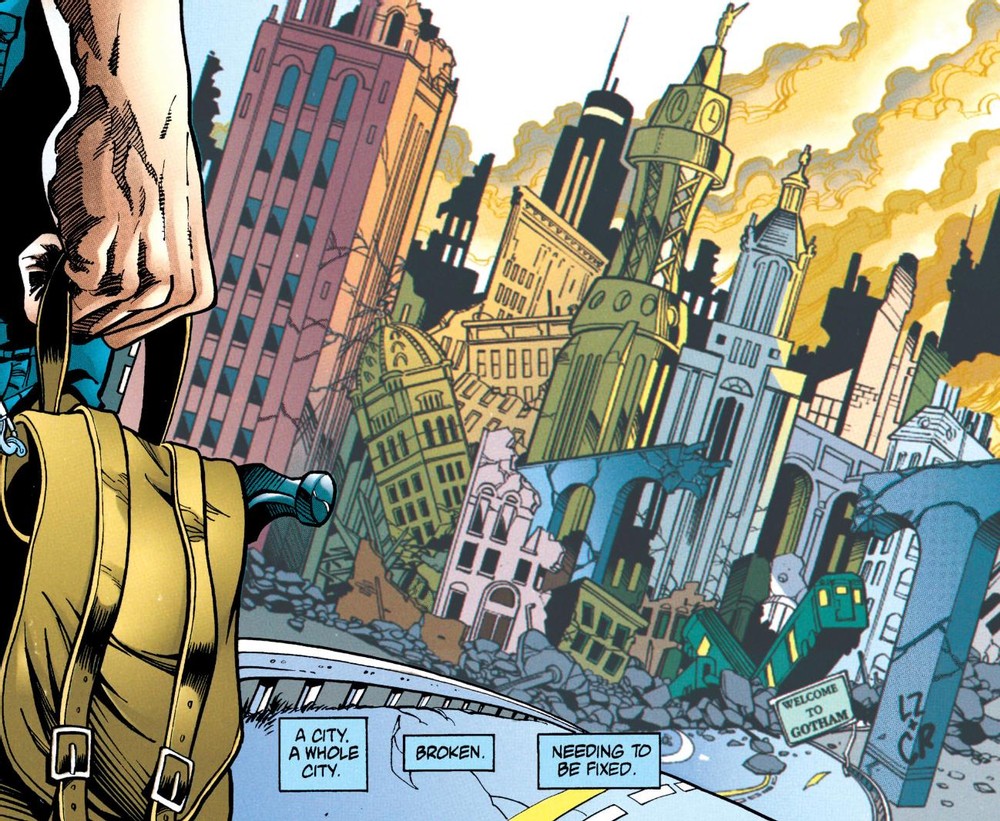 A CITY.
A WHOLE
CITY.
BROKEN.
NEEDING TO
BE FIXED.
WELCOME
TO
GOTHAM